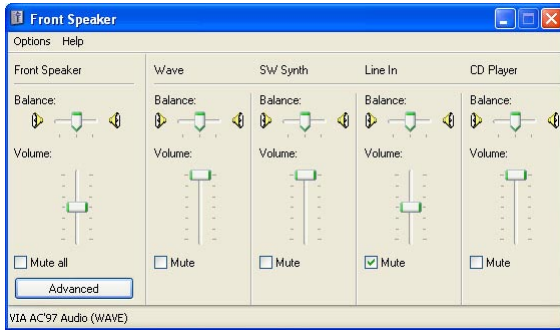 Front Speaker
Options Help
Front Speaker
Wave
SW Synth
Line In
CD Player
Balance:
Balance:
Balance:
Balance:
Balance:
Volume:
Volume:
Volume:
Volume:
Volume:
Mute all
Mute
Mute
Mute
Mute
Advanced
VIA AC'97 Audio (WAVE)